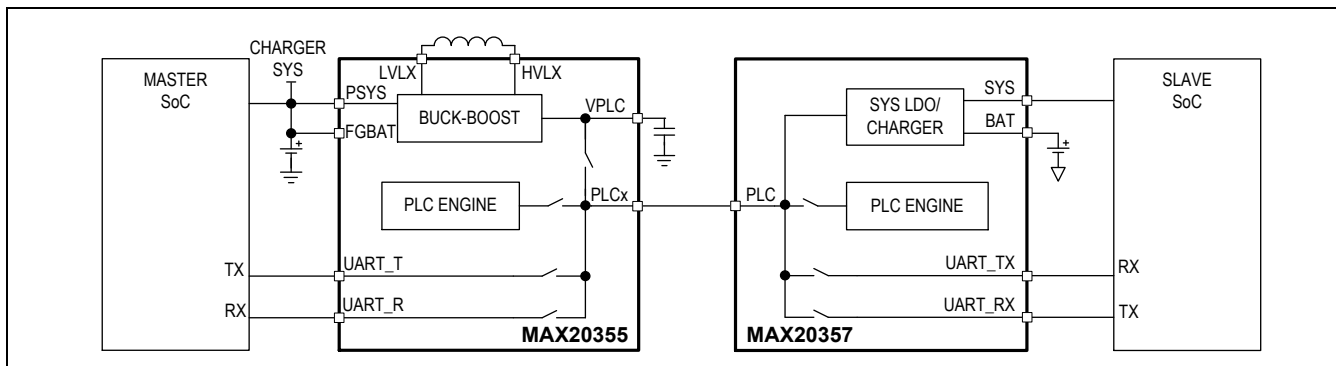 CHARGER
SYS
MASTER
SoC
LVLX
HVLX
PSYS
FGBAT
BUCK-BOOST
VPLC
PLC ENGINE
PLCx
TX
UART_T
RX
UART_R
MAX20355
SYS LDO/
CHARGER
SYS
BAT
SLAVE
SoC
PLC
PLC ENGINE
UART_TX
RX
UART_RX
TX
MAX20357